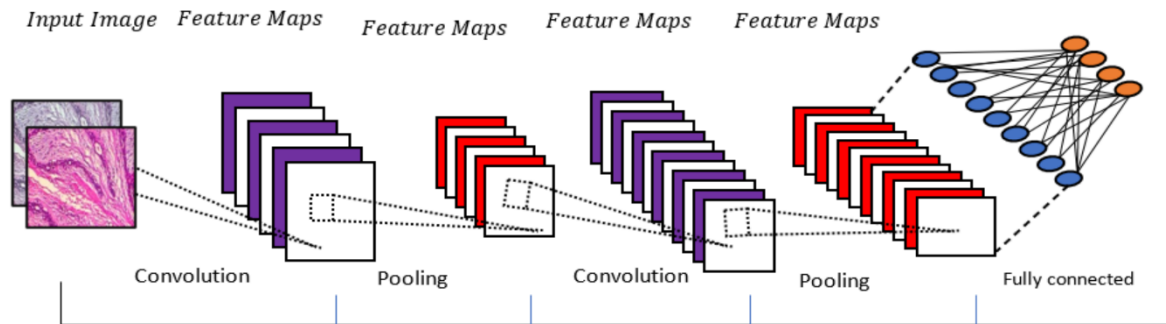 Input Image
Feature Maps
Feature Maps
Feature Maps
Feature Maps
Convolution
Pooling
Convolution
Pooling
Fully connected